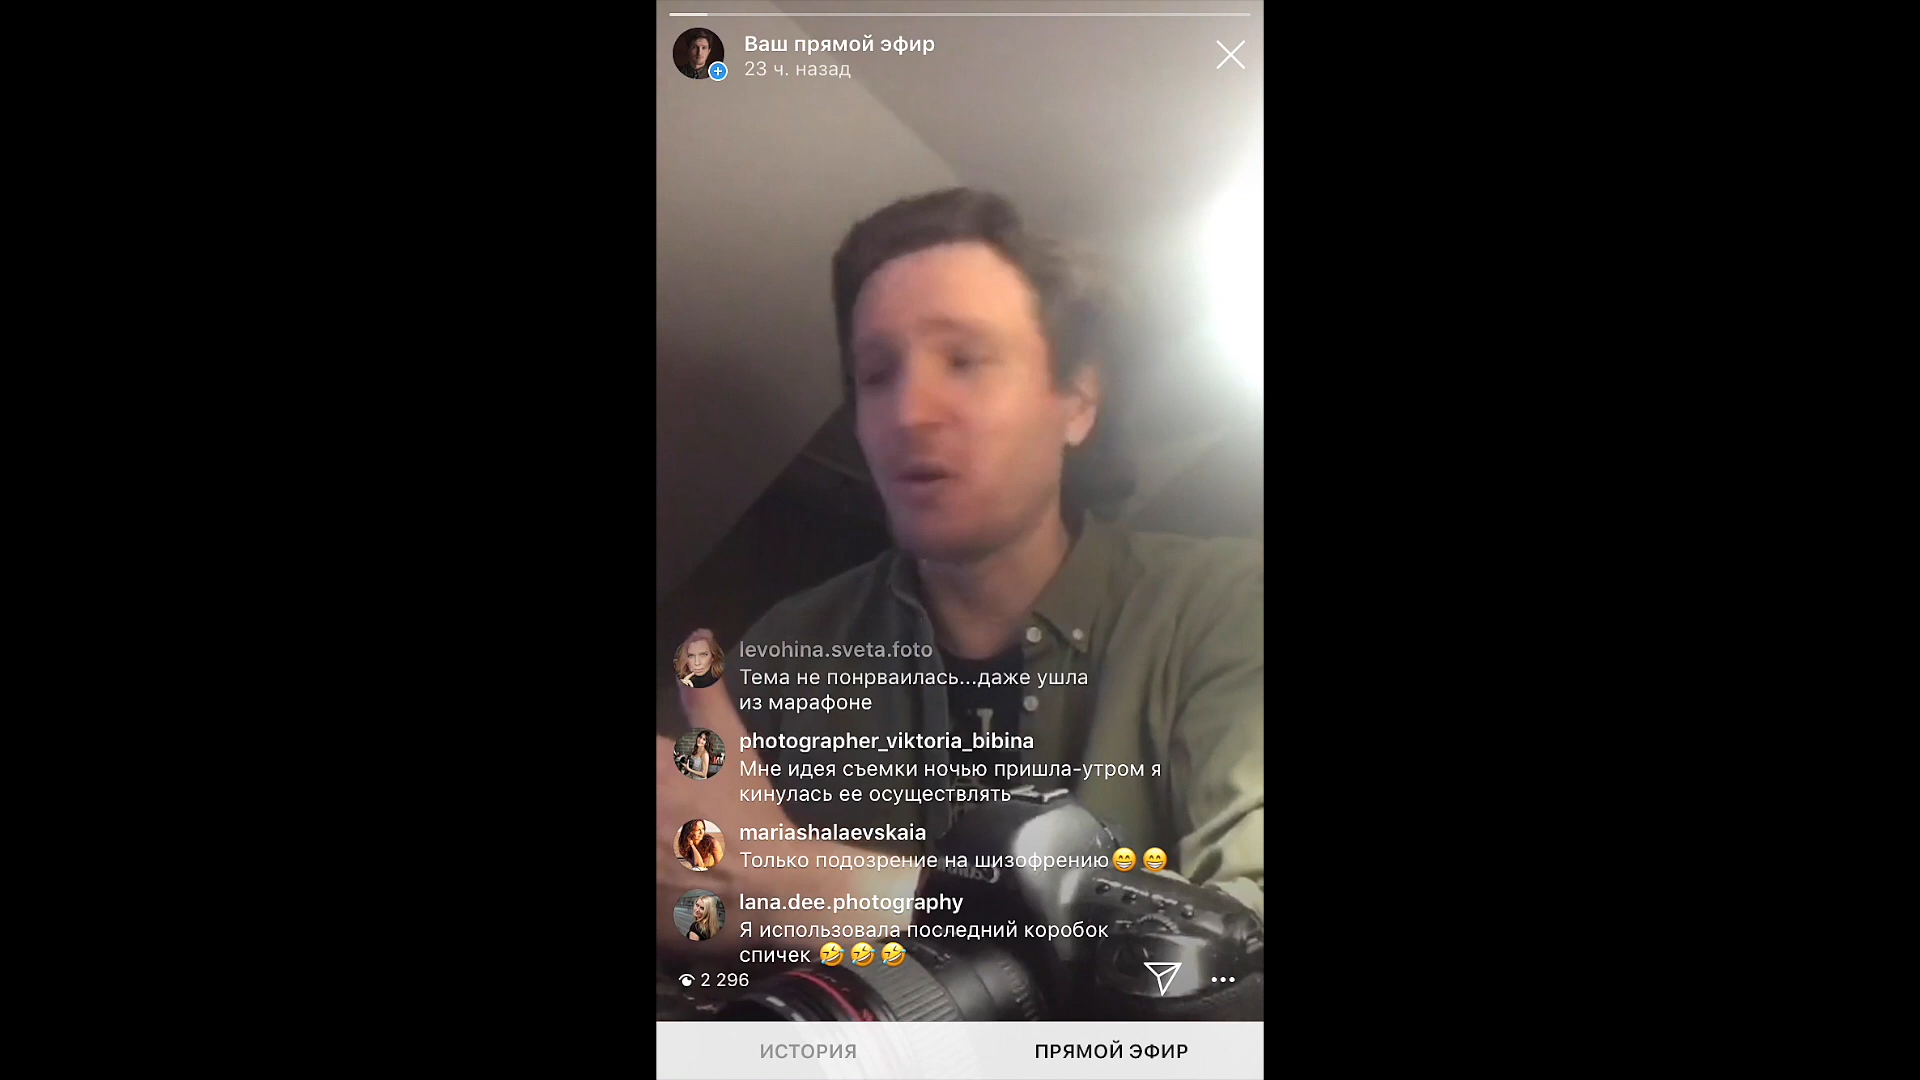 Ваш прямой эфир
23 ч. назад
levohina.sveta.foto
Тема не понрваилась...даже ушла
из марафоне
photographer_viktoria_bibina
Мне идея съемки ночью пришла-утром я
кинулась ее осуществлять
mariashalaevskaia
Только подозрение на шизофрению😁😁
lana.dee.photography
Я использовала последний коробок
спичек 🤣🤣🤣
2 296
ИСТОРИЯ
ПРЯМОЙ ЭФИР